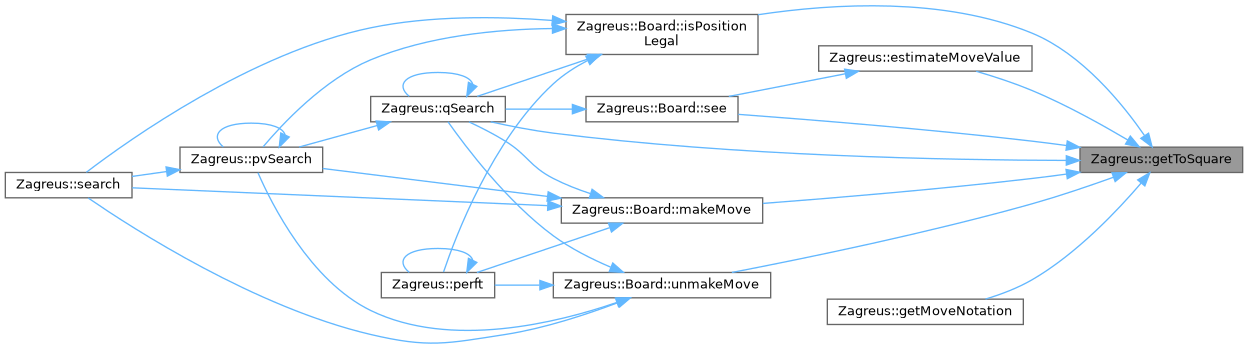 Zagreus::Board::isPosition
Legal
Zagreus::estimateMoveValue
Zagreus::qSearch
Zagreus::Board::see
Zagreus::pvSearch
Zagreus::getToSquare
Zagreus::search
Zagreus::Board::makeMove
Zagreus::perft
Zagreus::Board::unmakeMove
Zagreus::getMoveNotation